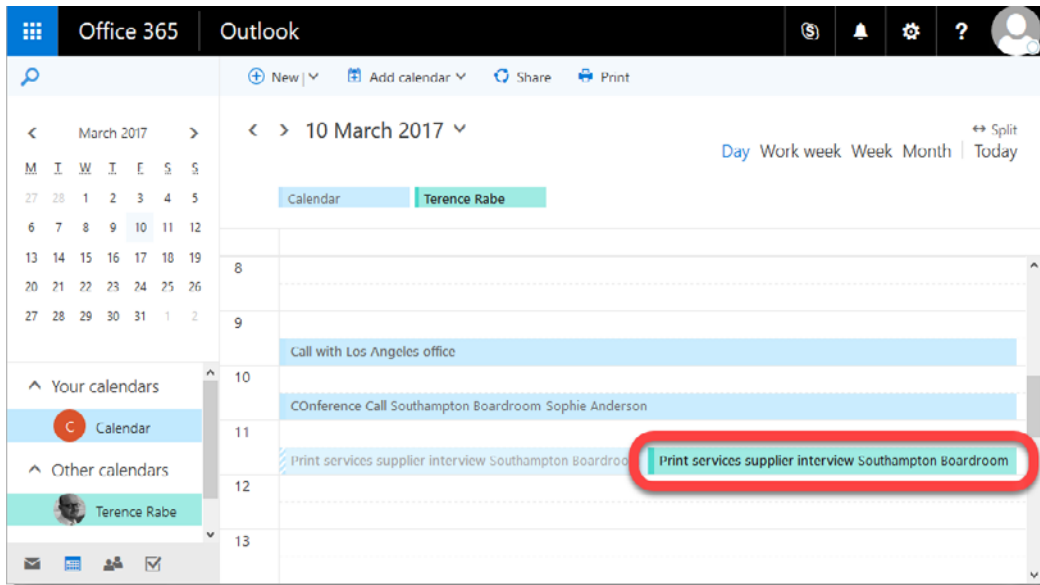 Office 365 Outlook
New Add calendar Share Print
March 2017
M T W T F S S
27 28 1 2 3 4 5
6 7 8 9 10 11 12
13 14 15 16 17 18 19
20 21 22 23 24 25 26
27 28 29 30 31 1 2
Your calendars
C Calendar
Other calendars
Terence Rabe
10 March 2017
Split
Day Work week Week Month Today
Calendar Terence Rabe
8
9
Call with Los Angeles office
10
COnference Call Southampton Boardroom Sophie Anderson
11
Print services supplier interview Southampton Boardroo Print services supplier interview Southampton Boardroom
12
13